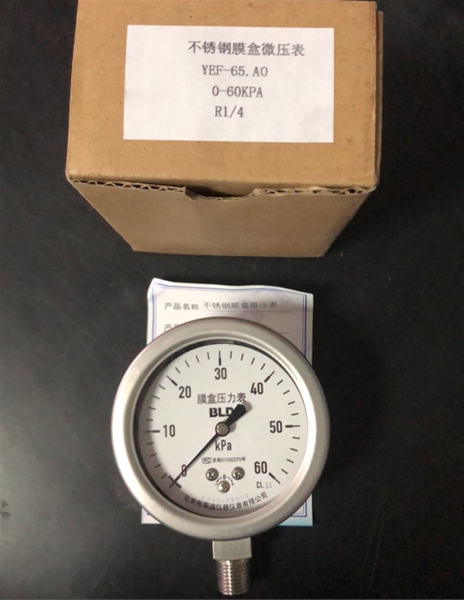 不锈钢膜盒微压表
YEF-65.AO
0-60KPA
R1/4
产品名称 不锈钢膜盒微压表
30
20
40
膜盒压力表
BLD
10
50
kPa
0
60